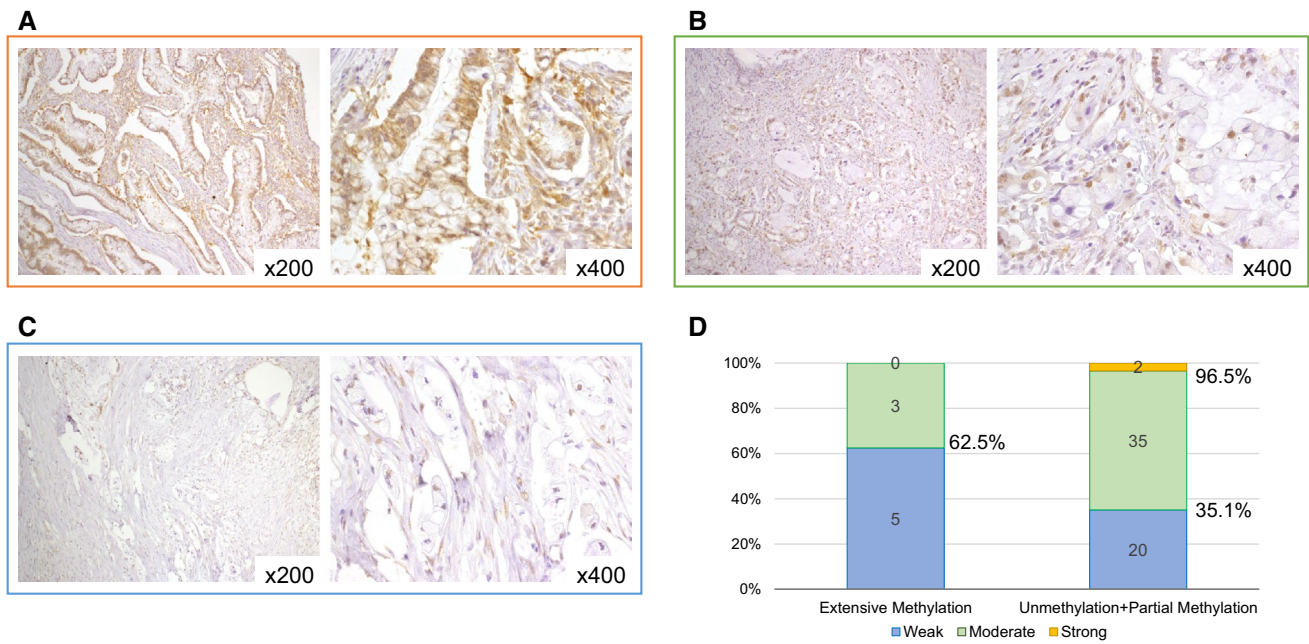 A
B
x200
x400
x200
x400
C
D
x200
x400
100%
80%
60%
40%
20%
0%
0
3
5
62.5%
2
96.5%
35
35.1%
20
Extensive Methylation
Unmethylation+Partial Methylation
Weak
Moderate
Strong